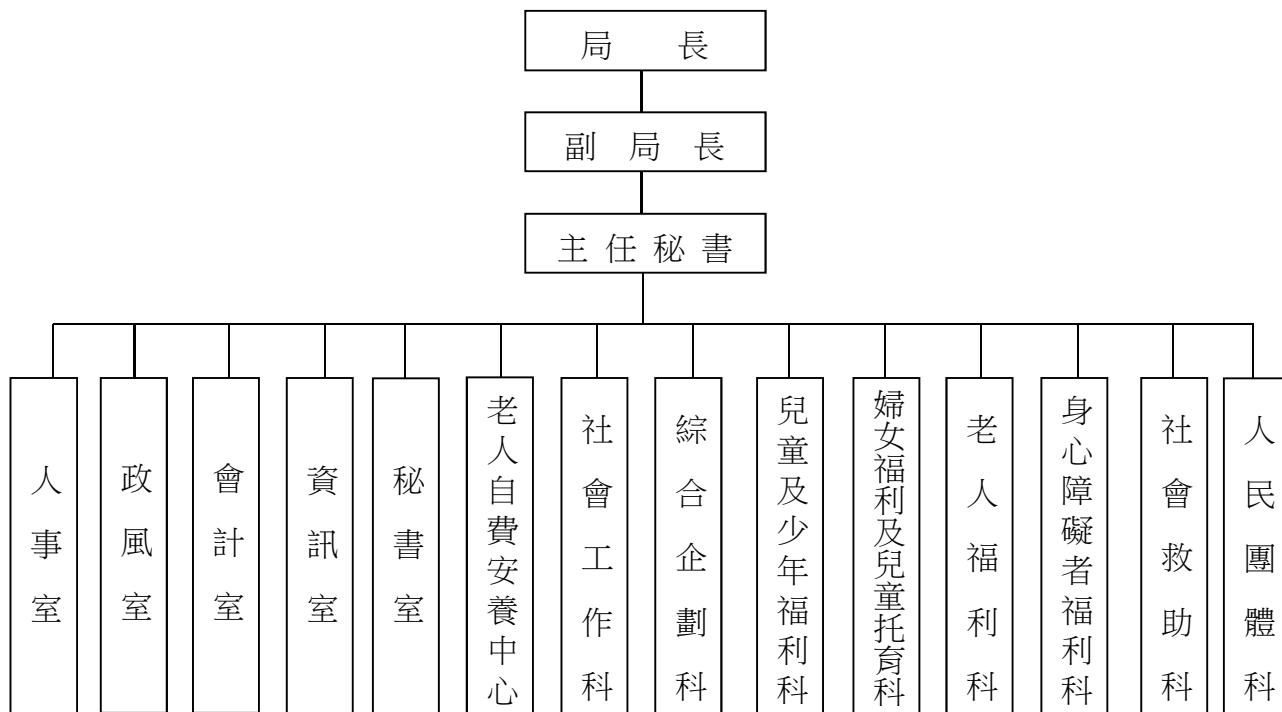 局長
副局長
主任秘書
人事室
政風室
會計室
資訊室
秘書室
老人自費安養中心
社會工作科
綜合企劃科
兒童及少年福利科
婦女福利及兒童托育科
老人福利科
身心障礙者福利科
社會救助科
人民團體科